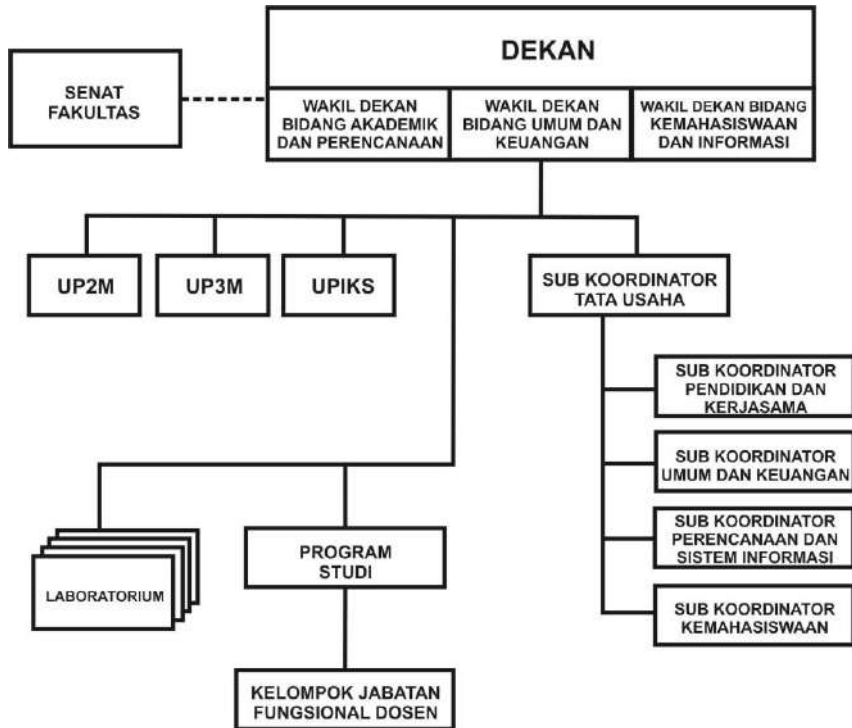 DEKAN
SENAT
FAKULTAS
WAKIL DEKAN
BIDANG AKADEMIK
DAN PERENCANAAN
WAKIL DEKAN
BIDANG UMUM DAN
KEUANGAN
WAKIL DEKAN BIDANG
KEMAHASISWAAN
DAN INFORMASI
UP2M
UP3M
UPIKS
SUB KOORDINATOR
TATA USAHA
SUB KOORDINATOR
PENDIDIKAN DAN
KERJASAMA
SUB KOORDINATOR
UMUM DAN KEUANGAN
SUB KOORDINATOR
PERENCANAAN DAN
SISTEM INFORMASI
SUB KOORDINATOR
KEMAHASISWAAN
LABORATORIUM
PROGRAM
STUDI
KELOMPOK JABATAN
FUNGSIONAL DOSEN